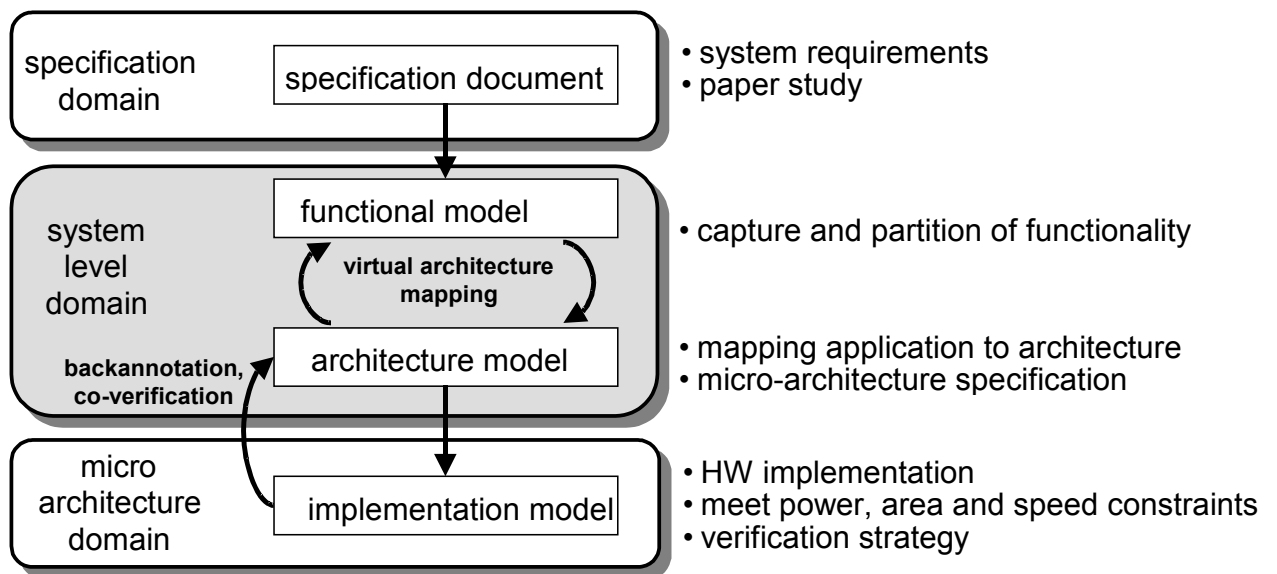 specification
domain
specification document
• system requirements
• paper study
system
level
domain
functional model
virtual architecture
mapping
architecture model
backannotation,
co-verification
• capture and partition of functionality
• mapping application to architecture
• micro-architecture specification
micro
architecture
domain
implementation model
• HW implementation
• meet power, area and speed constraints
• verification strategy